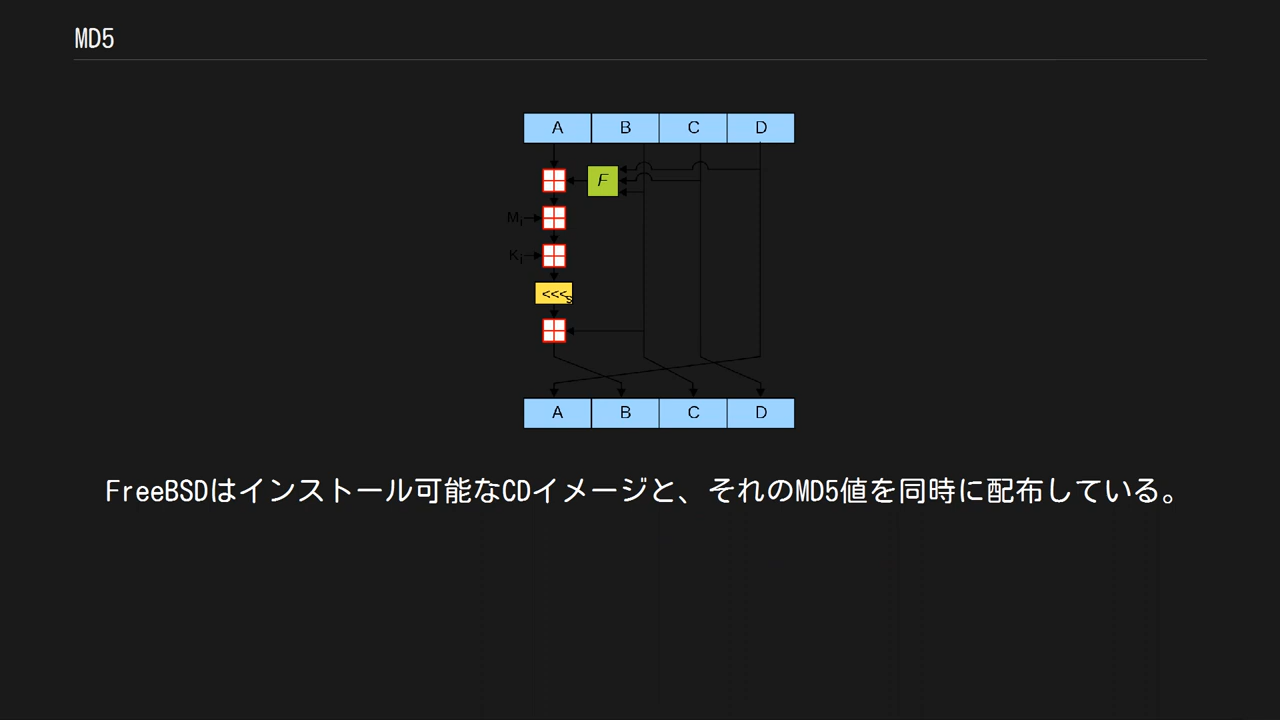 MD5
A B C D
F
Mi
Ki
<<<s
A B C D
FreeBSDはインストール可能なCDイメージと、それのMD5値を同時に配布している。